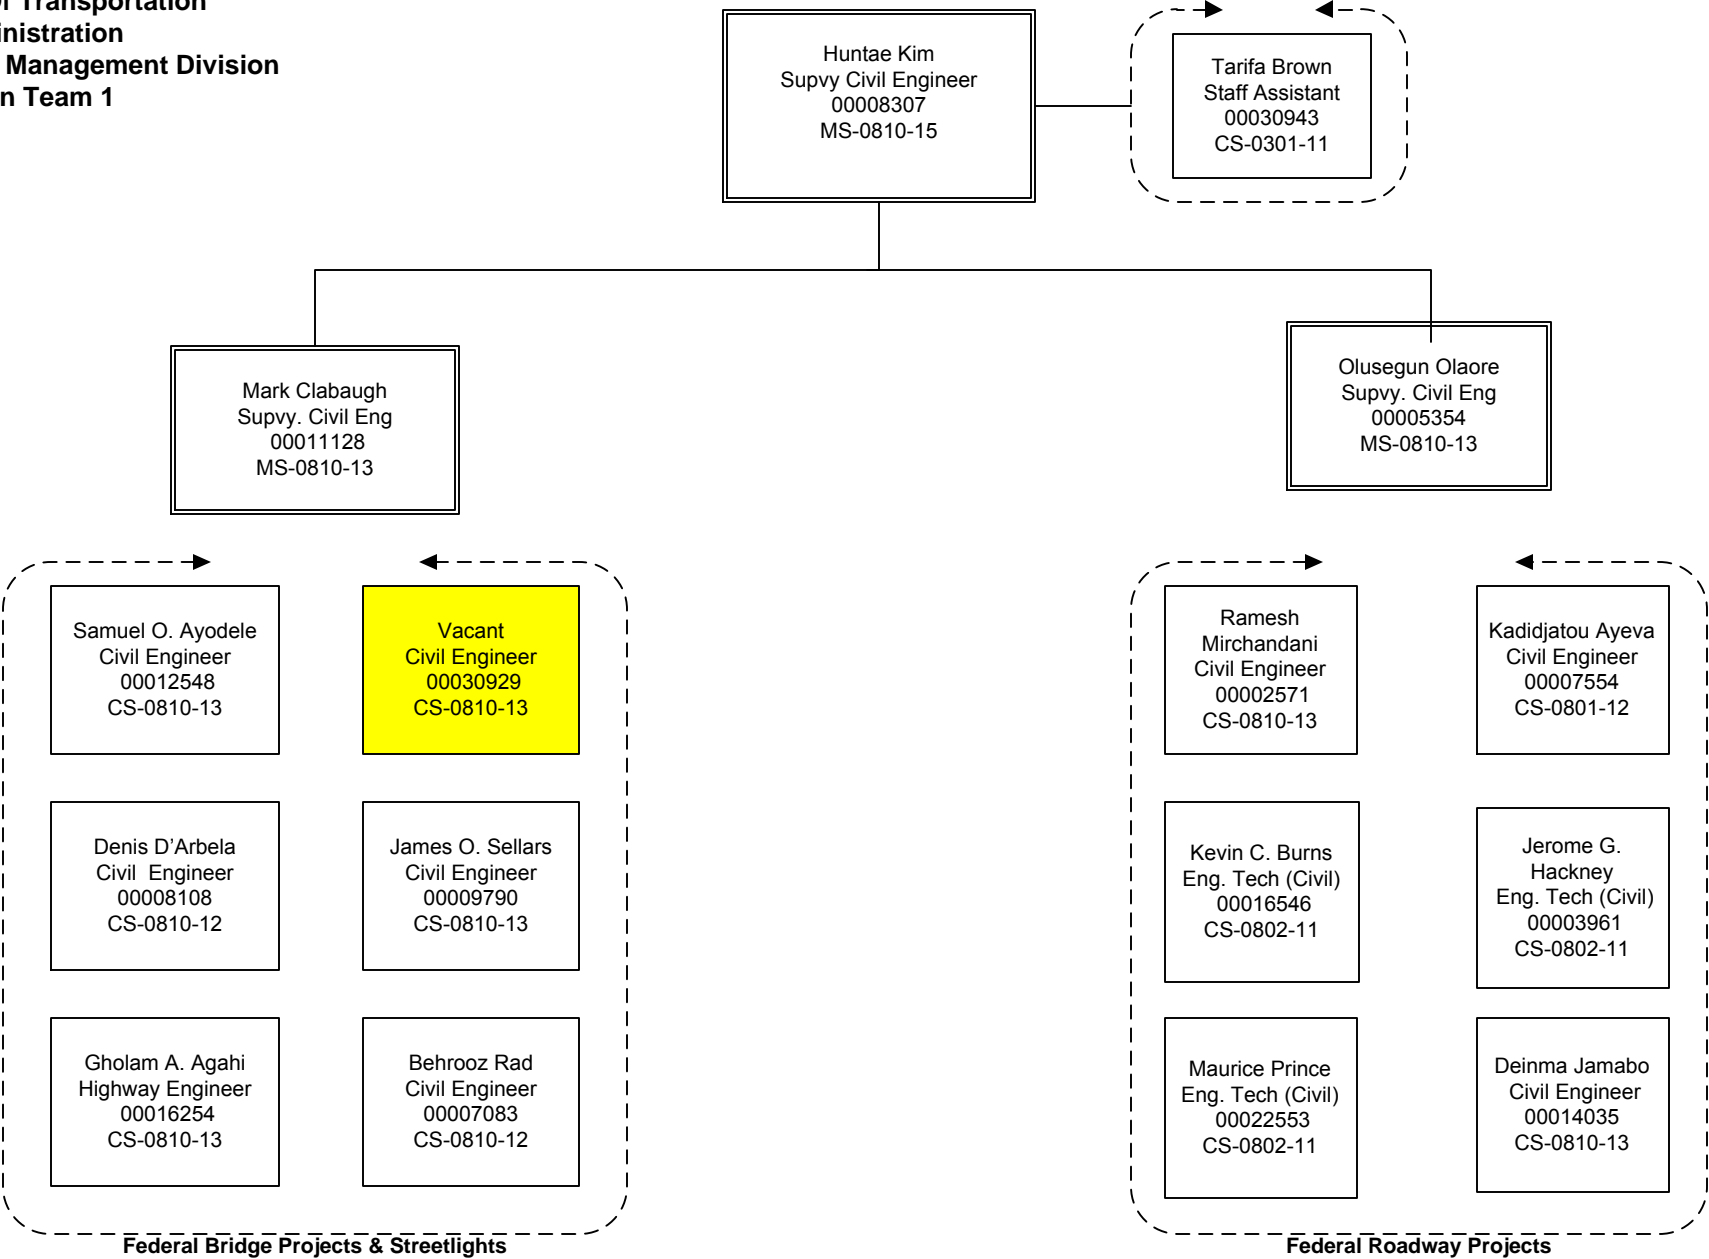 Transportation
Management Division
Team 1
Huntae Kim
Supvy Civil Engineer
00008307
MS-0810-15
Tarifa Brown
Staff Assistant
00030943
CS-0301-11
Mark Clabaugh
Supvy. Civil Eng
00011128
MS-0810-13
Olusegun Olaore
Supvy. Civil Eng
00005354
MS-0810-13
Samuel O. Ayodele
Civil Engineer
00012548
CS-0810-13
Vacant
Civil Engineer
00030929
CS-0810-13
Denis D’Arbela
Civil  Engineer
00008108
CS-0810-12
James O. Sellars
Civil Engineer
00009790
CS-0810-13
Gholam A. Agahi
Highway Engineer
00016254
CS-0810-13
Behrooz Rad
Civil Engineer
00007083
CS-0810-12
Federal Bridge Projects & Streetlights
Ramesh
Mirchandani
Civil Engineer
00002571
CS-0810-13
Kadidjatou Ayeva
Civil Engineer
00007554
CS-0801-12
Kevin C. Burns
Eng. Tech (Civil)
00016546
CS-0802-11
Jerome G.
Hackney
Eng. Tech (Civil)
00003961
CS-0802-11
Maurice Prince
Eng. Tech (Civil)
00022553
CS-0802-11
Deinma Jamabo
Civil Engineer
00014035
CS-0810-13
Federal Roadway Projects